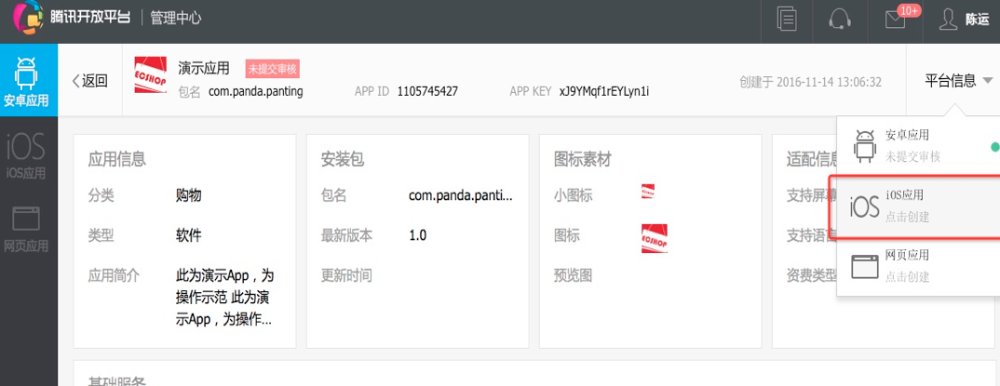 腾讯开放平台 管理中心 10+ 陈运
安卓应用
iOS
iOS应用
网页应用
返回
ECSHOP
演示应用 未提交审核
包名 com.panda.panting APP ID 1105745427 APP KEY xJ9YMqf1rEYLyn1i
创建于 2016-11-14 13:06:32
平台信息
安卓应用
未提交审核
iOS
iOS应用
点击创建
网页应用
点击创建
应用信息
分类 购物
类型 软件
应用简介 此为演示App，为
操作示范 此为演
示App，为操作...
安装包
包名 com.panda.panti...
最新版本 1.0
更新时间
图标素材
小图标
图标 ECSHOP
预览图
适配信息
支持屏幕
支持语言
资费类型
基础服务